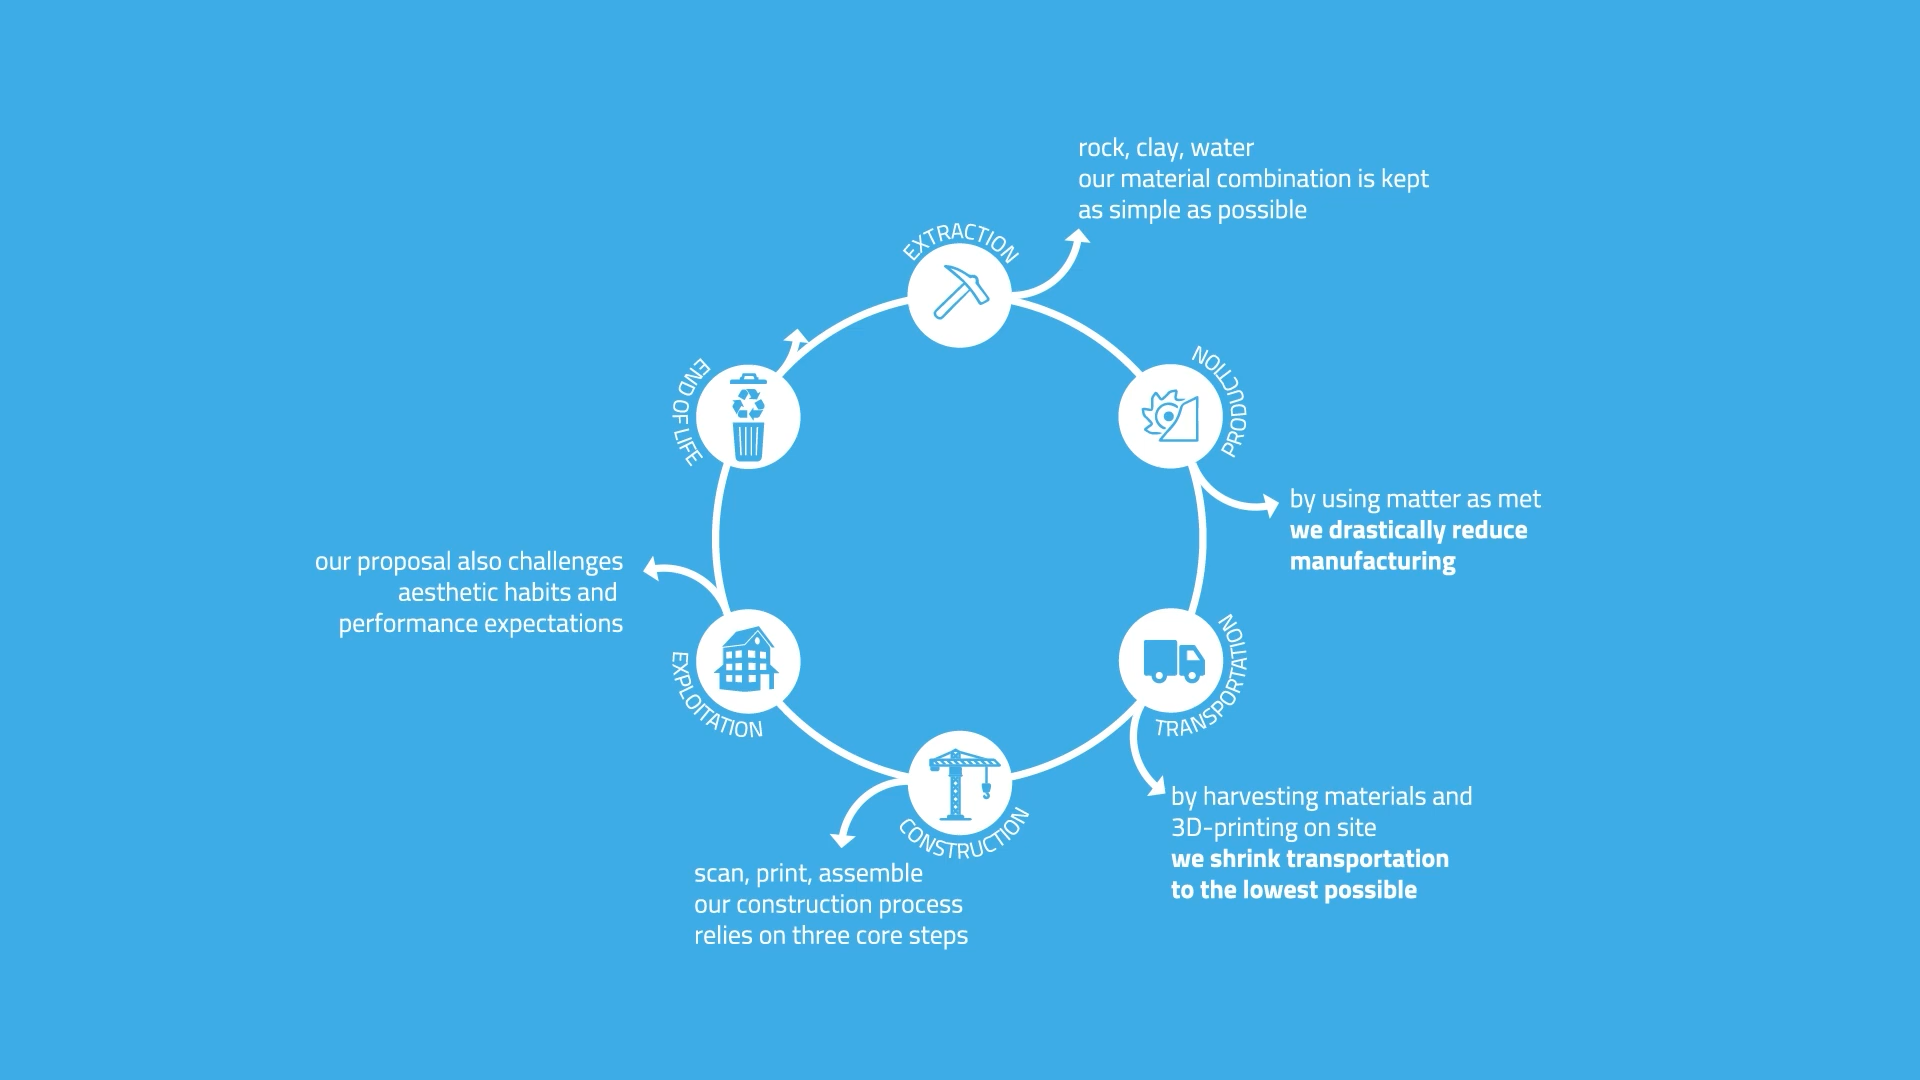 EXTRACTION
rock, clay, water
our material combination is kept
as simple as possible
PRODUCTION
by using matter as met
we drastically reduce
manufacturing
TRANSPORTATION
by harvesting materials and
3D-printing on site
we shrink transportation
to the lowest possible
CONSTRUCTION
scan, print, assemble
our construction process
relies on three core steps
EXPLOITATION
our proposal also challenges
aesthetic habits and
performance expectations
END OF LIFE